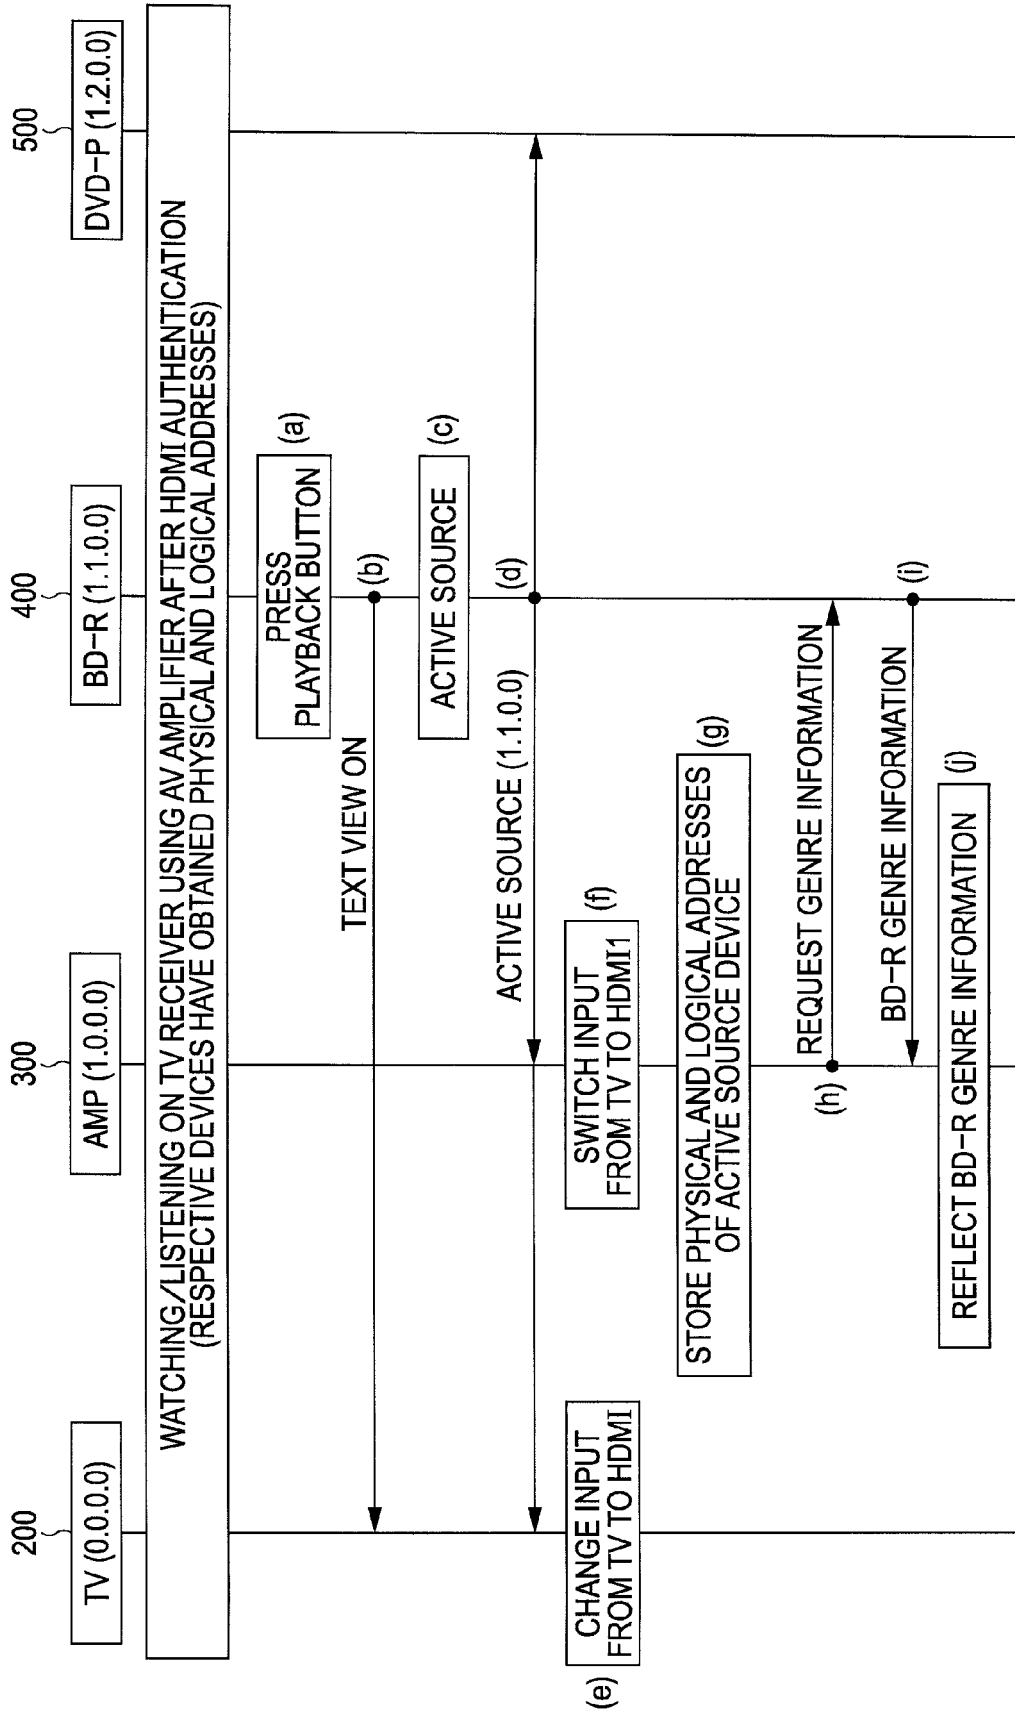 200
300
400
500
TV (0.0.0.0)
AMP (1.0.0.0)
BD-R (1.1.0.0)
DVD-P (1.2.0.0)
WATCHING/LISTENING ON TV RECEIVER USING AV AMPLIFIER AFTER HDMI AUTHENTICATION
(RESPECTIVE DEVICES HAVE OBTAINED PHYSICAL AND LOGICAL ADDRESSES)
PRESS
PLAYBACK BUTTON
(a)
TEXT VIEW ON
(b)
ACTIVE SOURCE
(c)
ACTIVE SOURCE (1.1.0.0)
(d)
(e)
CHANGE INPUT
FROM TV TO HDMI
SWITCH INPUT
FROM TV TO HDMI1
(f)
STORE PHYSICAL AND LOGICAL ADDRESSES
OF ACTIVE SOURCE DEVICE
(g)
(h)
REQUEST GENRE INFORMATION
BD-R GENRE INFORMATION
(i)
REFLECT BD-R GENRE INFORMATION
(j)